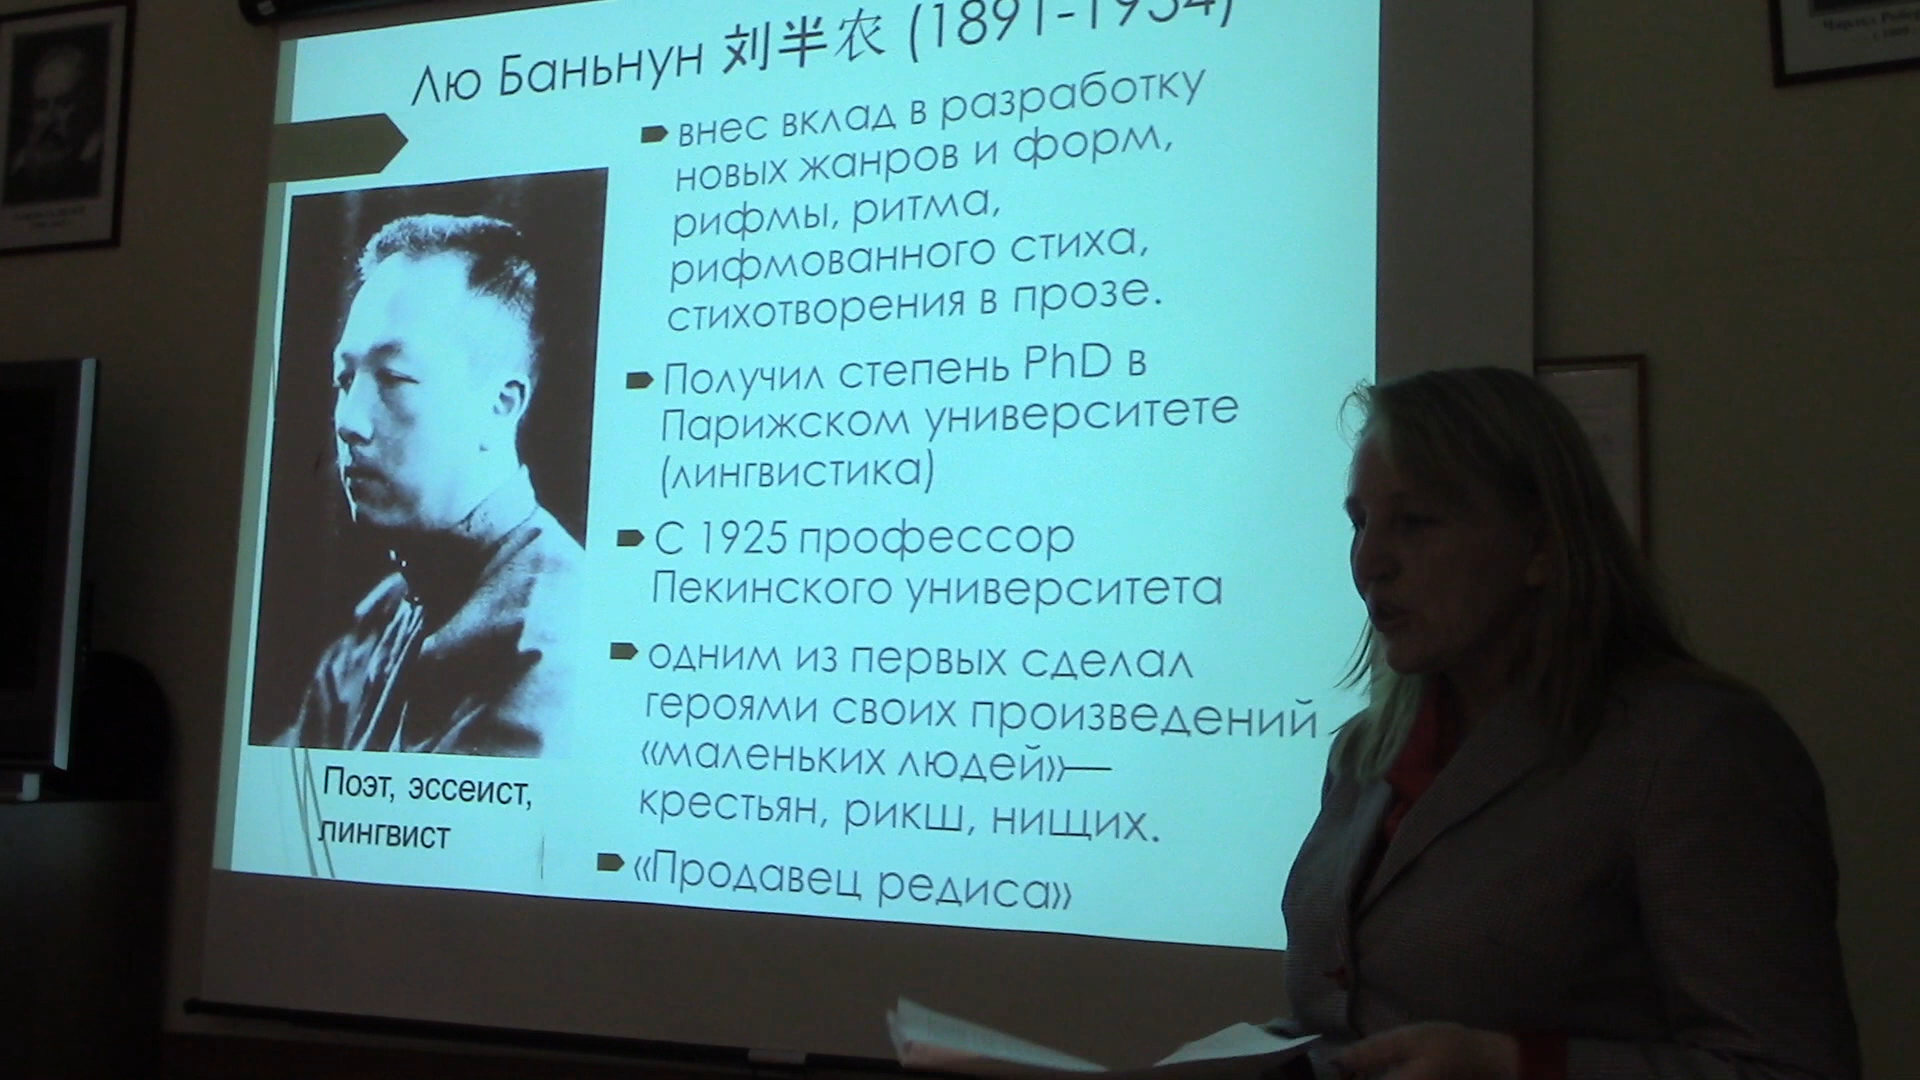 Лю Баньнун 刘半农 (1891-1934)
внес вклад в разработку
новых жанров и форм,
рифмы, ритма,
рифмованного стиха,
стихотворения в прозе.
Получил степень PhD в
Парижском университете
(лингвистика)
С 1925 профессор
Пекинского университета
одним из первых сделал
героями своих произведений
«маленьких людей»—
крестьян, рикш, нищих.
«Продавец редиса»
Поэт, эссеист,
лингвист